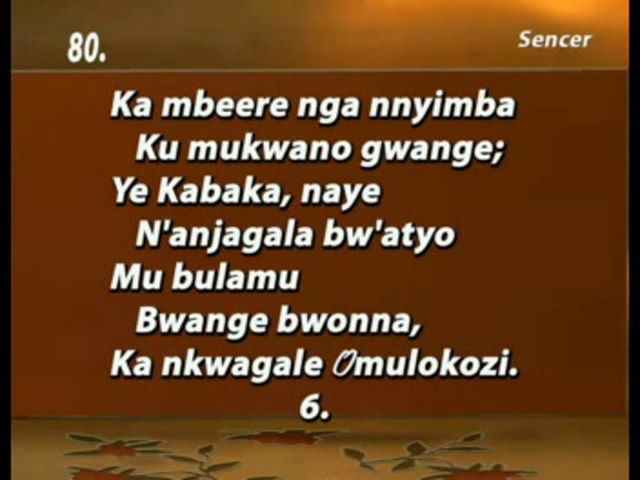 80.
Sencer
Ka mbeere nga nnyimba
Ku mukwano gwange;
Ye Kabaka, naye
N'anjagala bw'atyo
Mu bulamu
Bwange bwonna,
Ka nkwagale Omulokozi.
6.